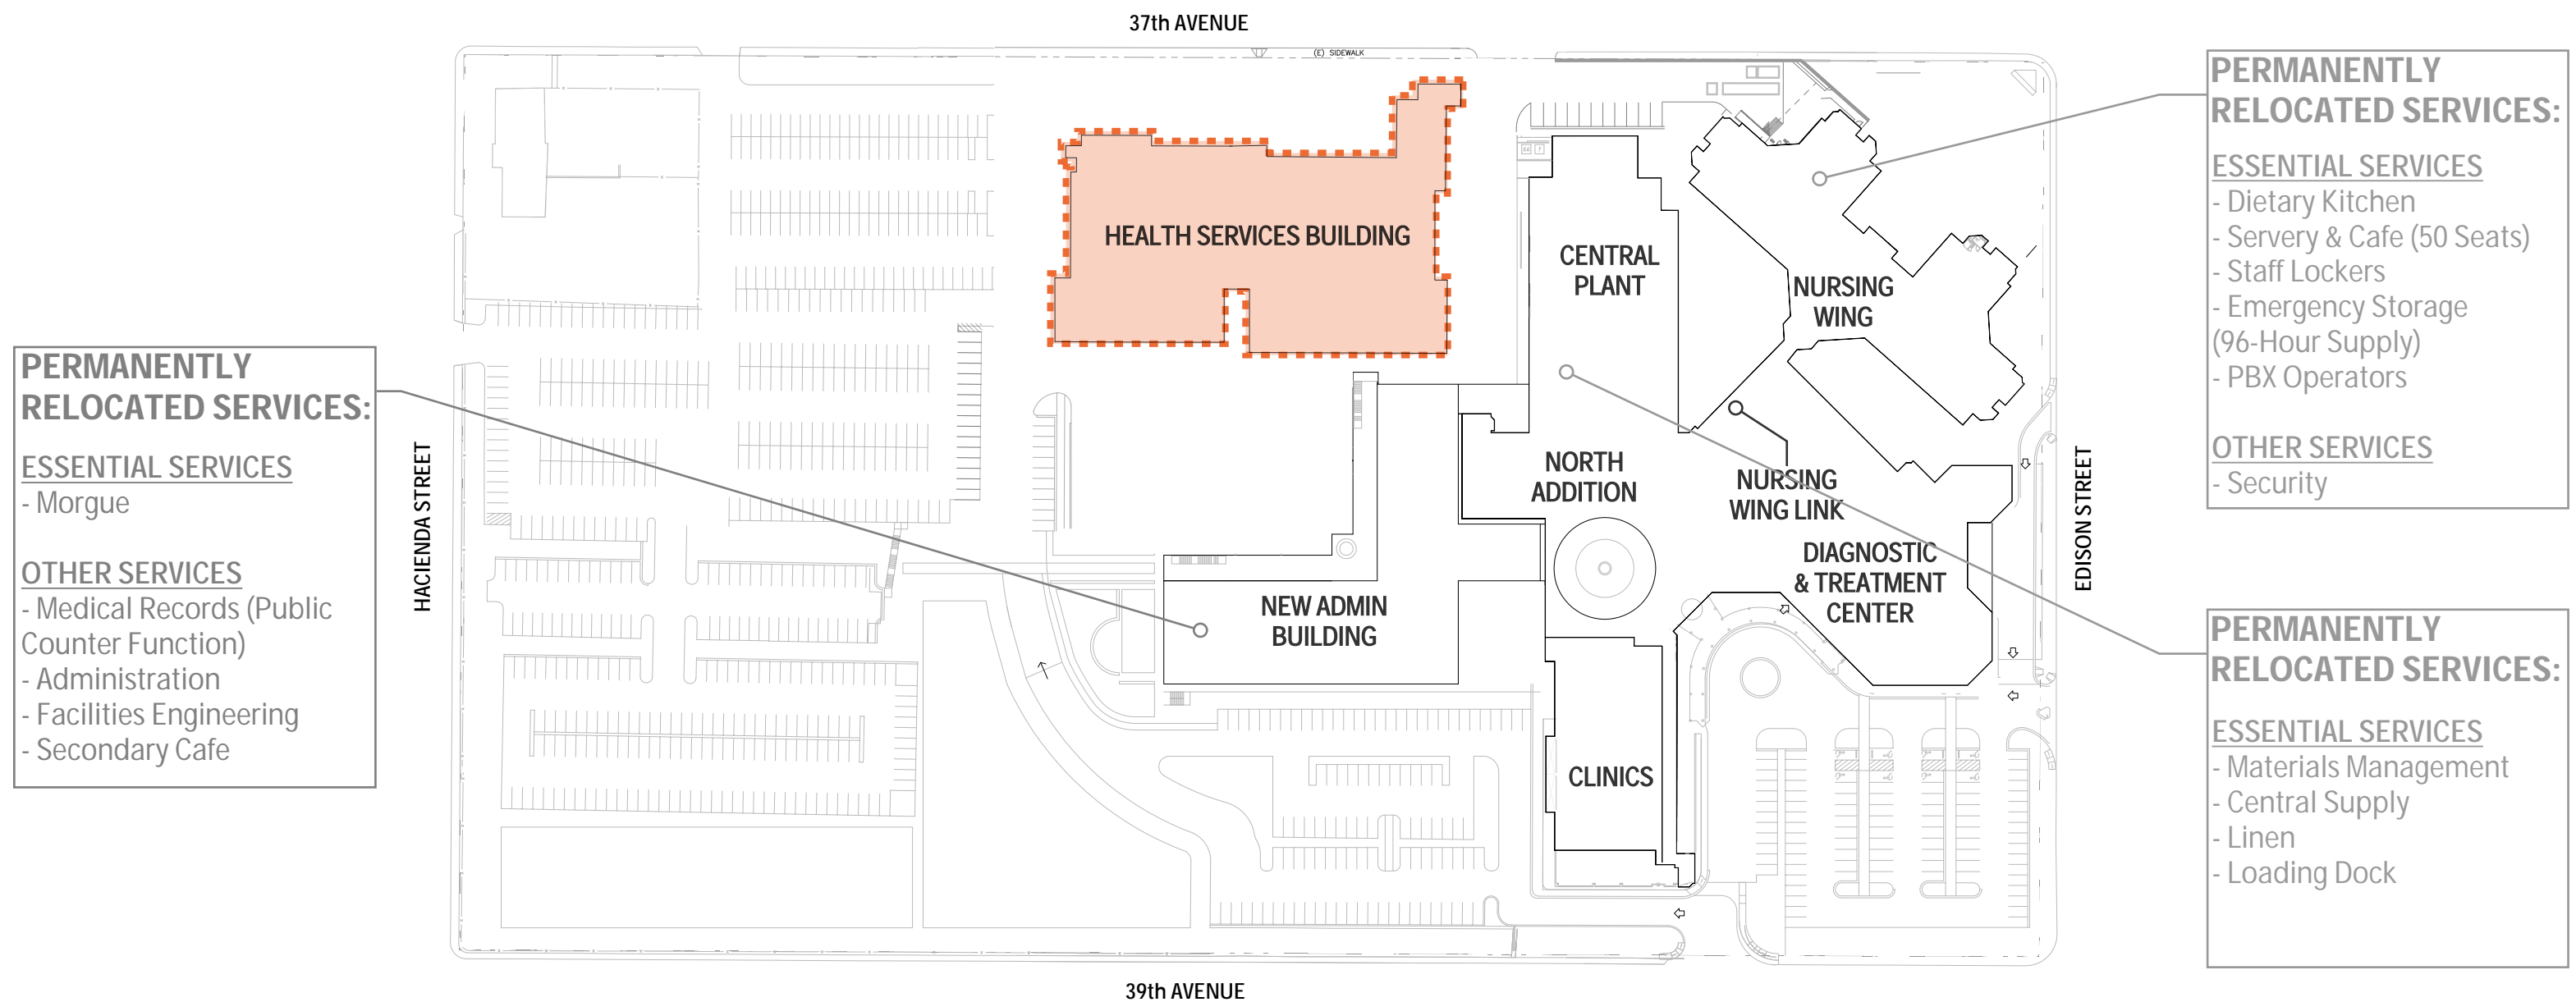 37th AVENUE
(E) SIDEWALK
PERMANENTLY
RELOCATED SERVICES:
ESSENTIAL SERVICES
- Morgue
OTHER SERVICES
- Medical Records (Public
Counter Function)
- Administration
- Facilities Engineering
- Secondary Cafe
HACIENDA STREET
HEALTH SERVICES BUILDING
CENTRAL
PLANT
NURSING
WING
NORTH
ADDITION
NURSING
WING LINK
DIAGNOSTIC
& TREATMENT
CENTER
NEW ADMIN
BUILDING
CLINICS
EDISON STREET
PERMANENTLY
RELOCATED SERVICES:
ESSENTIAL SERVICES
- Dietary Kitchen
- Servery & Cafe (50 Seats)
- Staff Lockers
- Emergency Storage
(96-Hour Supply)
- PBX Operators
OTHER SERVICES
- Security
PERMANENTLY
RELOCATED SERVICES:
ESSENTIAL SERVICES
- Materials Management
- Central Supply
- Linen
- Loading Dock
39th AVENUE